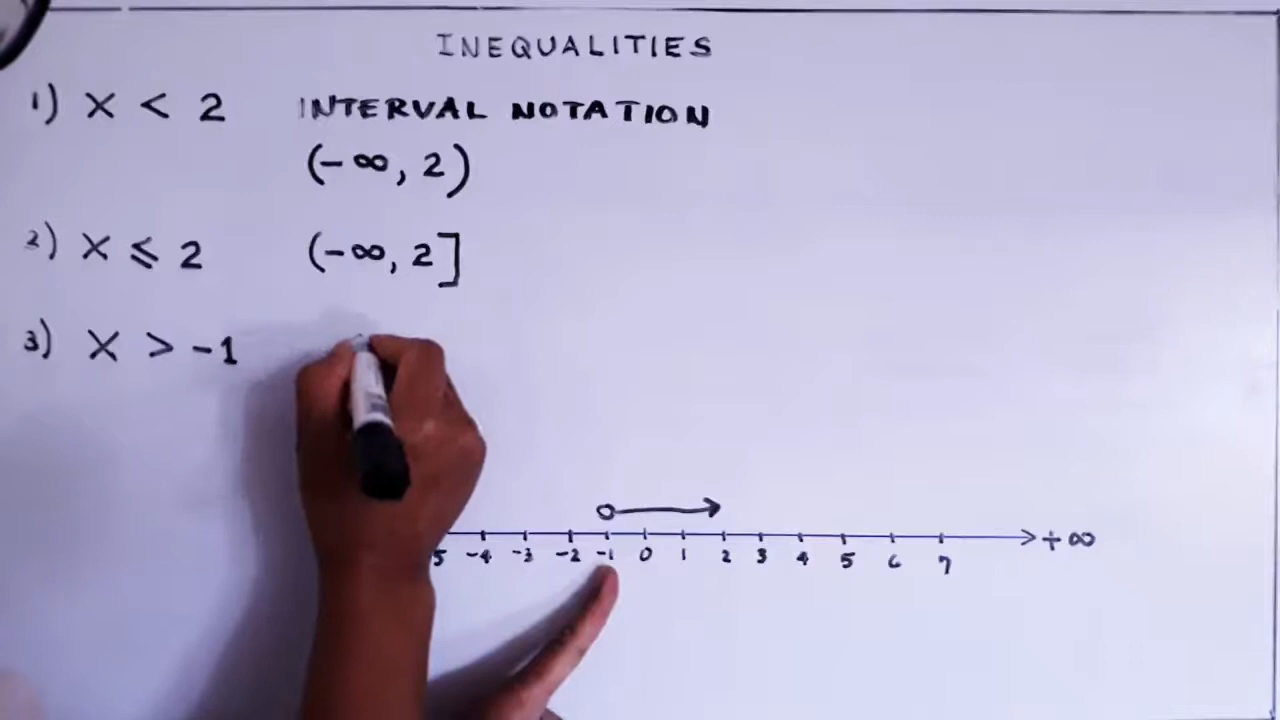 INEQUALITIES
1) X < 2 INTERVAL NOTATION
(-∞, 2)
2) X ≤ 2 (-∞, 2]
3) X > -1
+∞
5 -4 -3 -2 -1 0 1 2 3 4 5 6 7